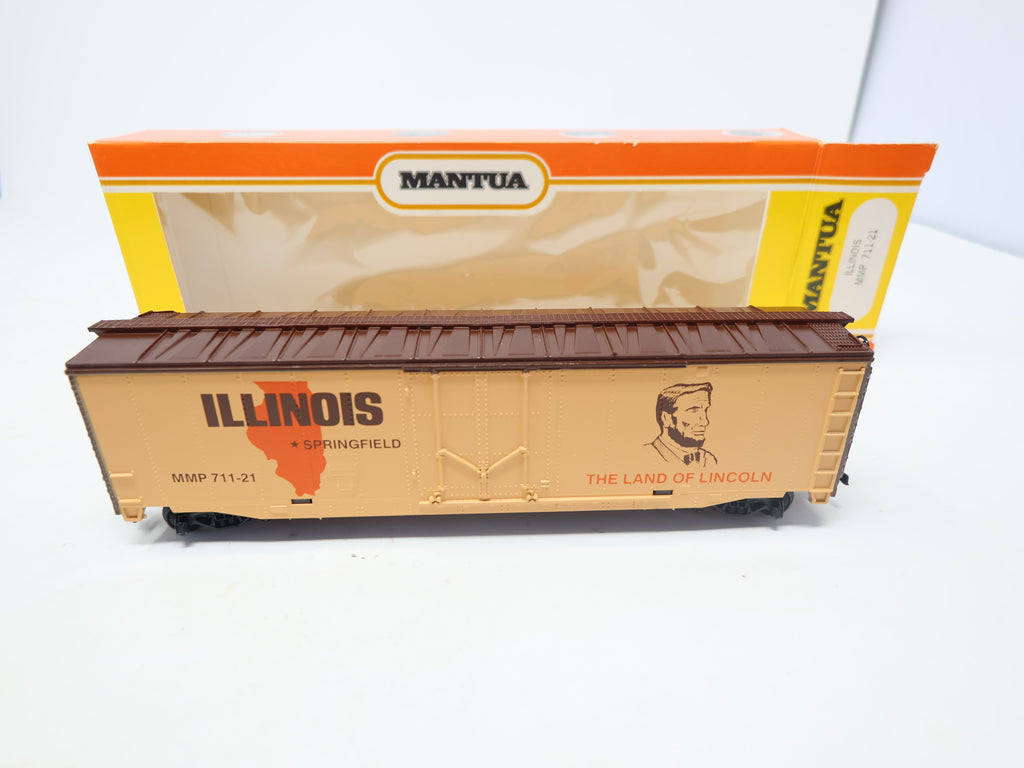 MANTUA
MANTUA
ILLINOIS
MMP 711-21
ILLINOIS
★ SPRINGFIELD
MMP 711-21
THE LAND OF LINCOLN